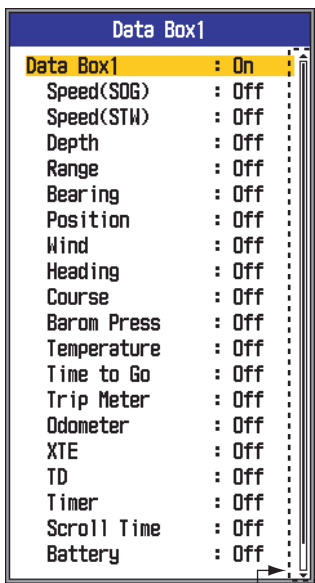 Data Box1
Data Box1 : On
Speed(SOG) : Off
Speed(STW) : Off
Depth : Off
Range : Off
Bearing : Off
Position : Off
Wind : Off
Heading : Off
Course : Off
Barom Press : Off
Temperature : Off
Time to Go : Off
Trip Meter : Off
Odometer : Off
XTE : Off
TD : Off
Timer : Off
Scroll Time : Off
Battery : Off